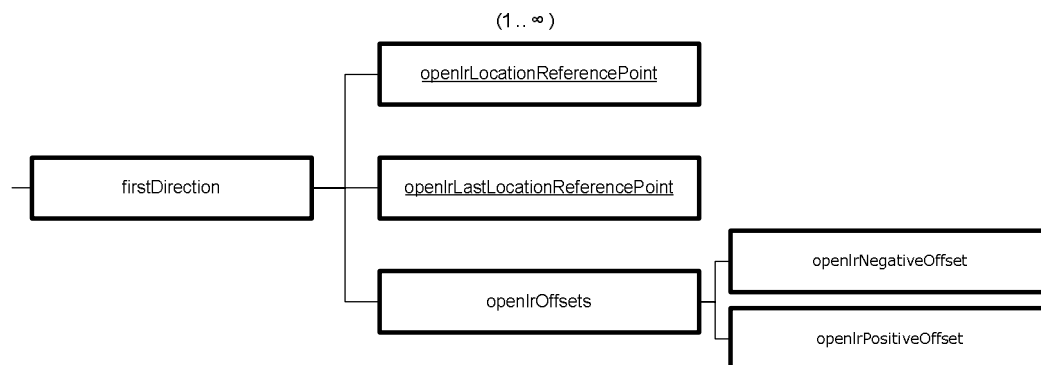 (1..∞)
openlrLocationReferencePoint
firstDirection
openlrLastLocationReferencePoint
openlrOffsets
openlrNegativeOffset
openlrPositiveOffset